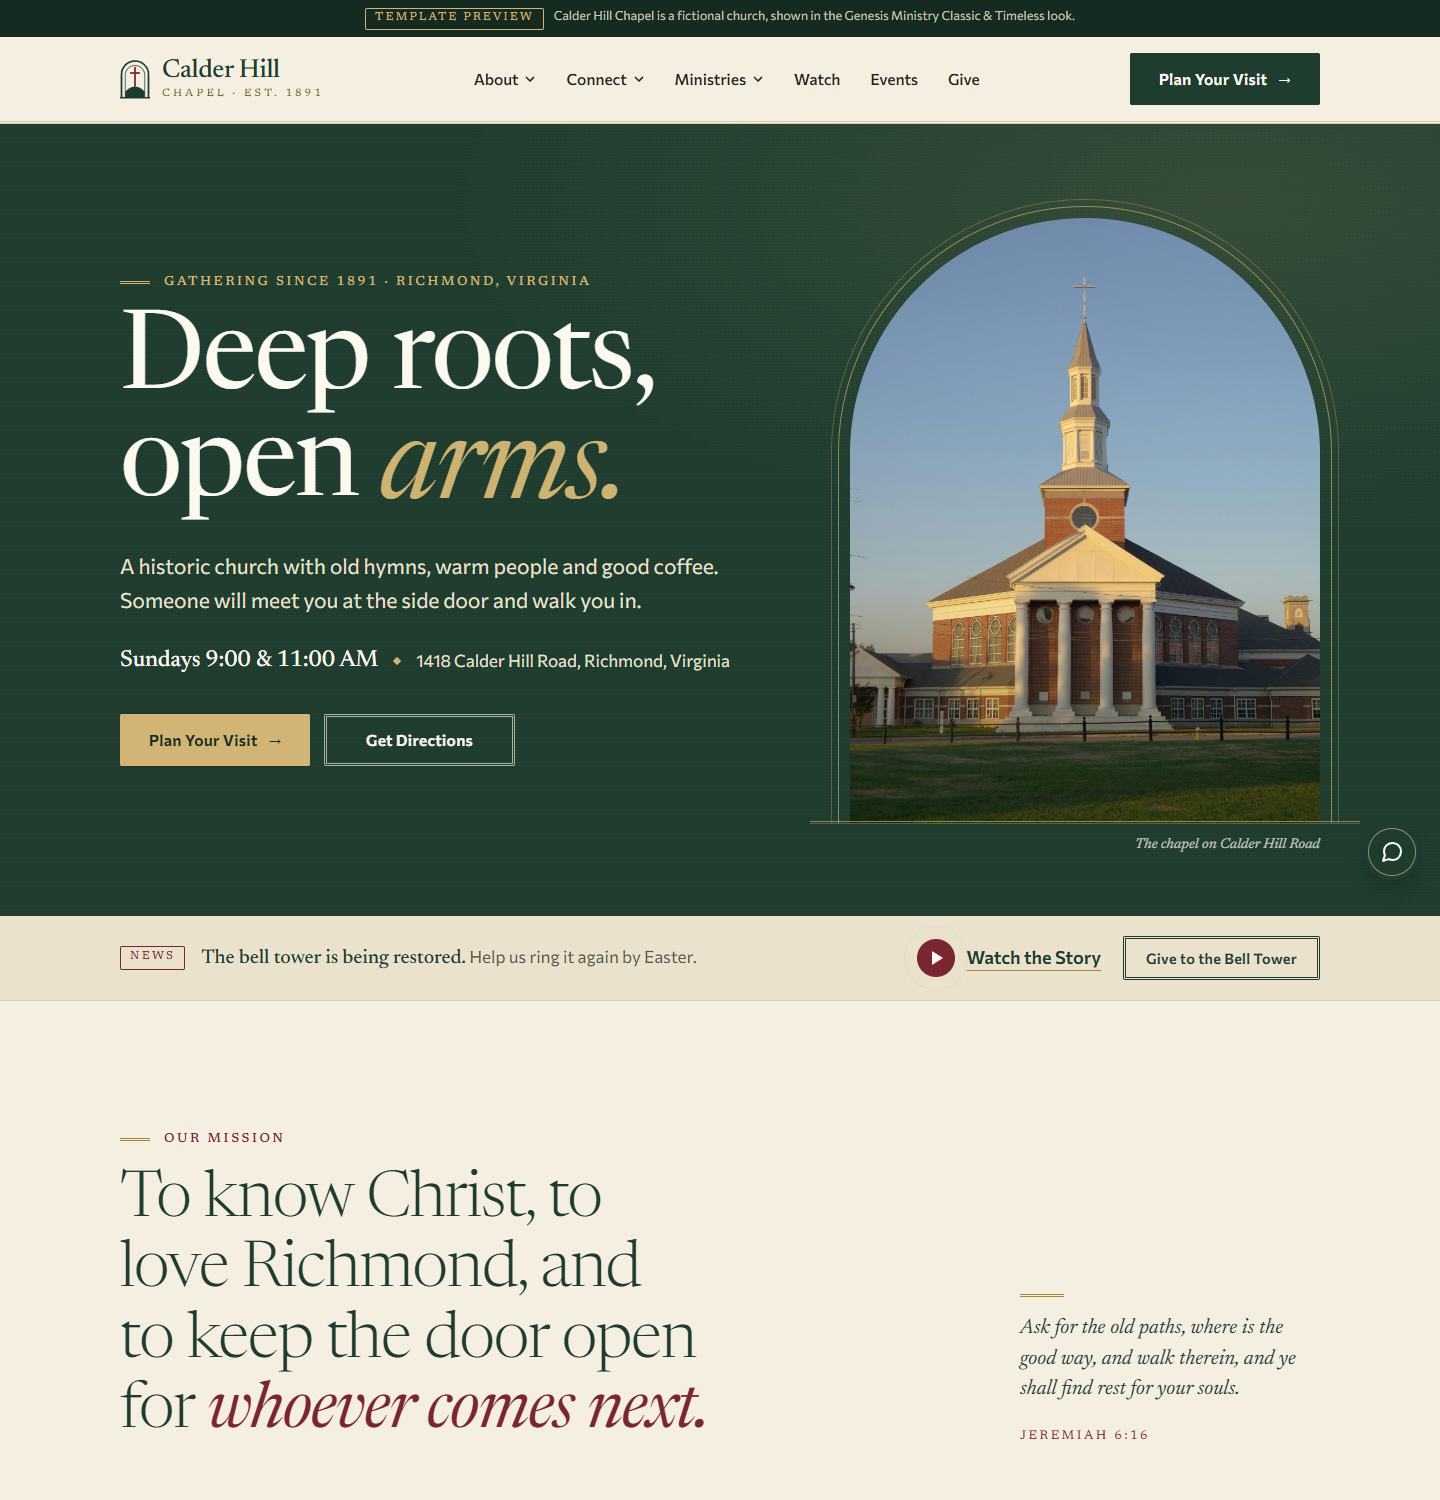 TEMPLATE PREVIEW Calder Hill Chapel is a fictional church, shown in the Genesis Ministry Classic & Timeless look.
Calder Hill
CHAPEL · EST. 1891
About Connect Ministries Watch Events Give
Plan Your Visit →
GATHERING SINCE 1891 · RICHMOND, VIRGINIA
Deep roots,
open arms.
A historic church with old hymns, warm people and good coffee.
Someone will meet you at the side door and walk you in.
Sundays 9:00 & 11:00 AM ◆ 1418 Calder Hill Road, Richmond, Virginia
Plan Your Visit → Get Directions
The chapel on Calder Hill Road
NEWS The bell tower is being restored. Help us ring it again by Easter.
Watch the Story Give to the Bell Tower
OUR MISSION
To know Christ, to
love Richmond, and
to keep the door open
for whoever comes next.
Ask for the old paths, where is the
good way, and walk therein, and ye
shall find rest for your souls.
JEREMIAH 6:16